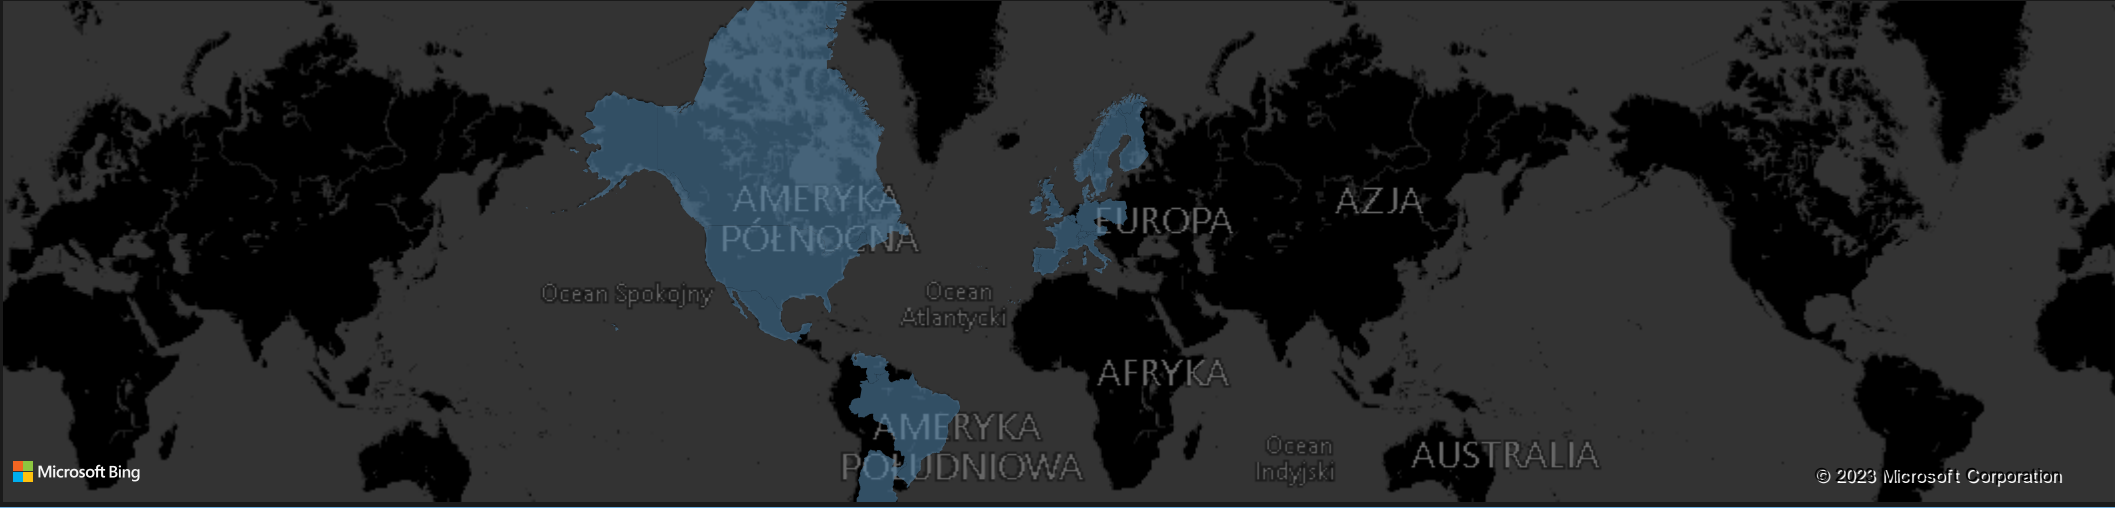 AMERYKA
PÓŁNOCNA
EUROPA
AZJA
Ocean Spokojny
Ocean
Atlantycki
AFRYKA
AMERYKA
POŁUDNIOWA
Ocean
Indyjski
AUSTRALIA
Microsoft Bing
© 2023 Microsoft Corporation